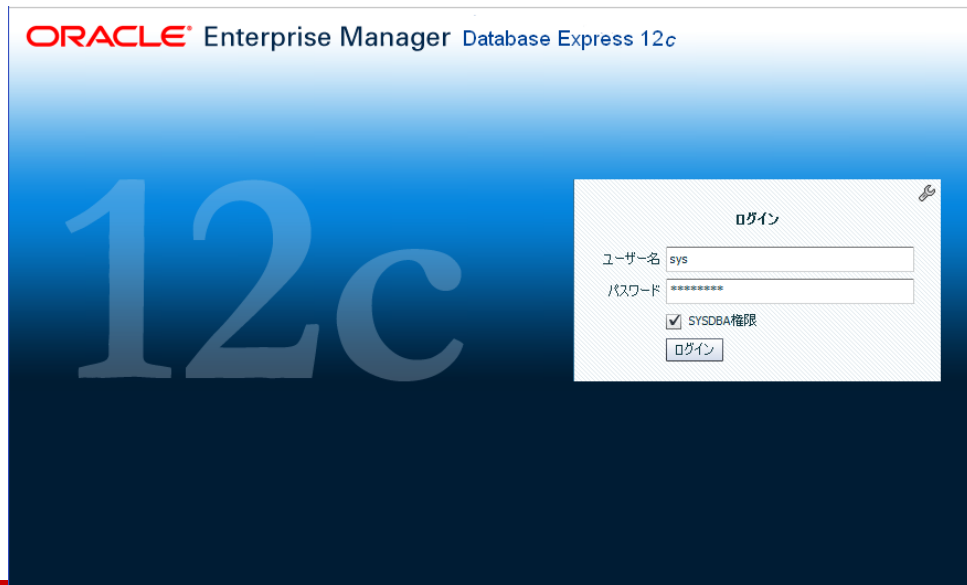 ORACLE® Enterprise Manager Database Express 12c
12c
ログイン
ユーザー名 sys
パスワード ********
SYSDBA権限
ログイン